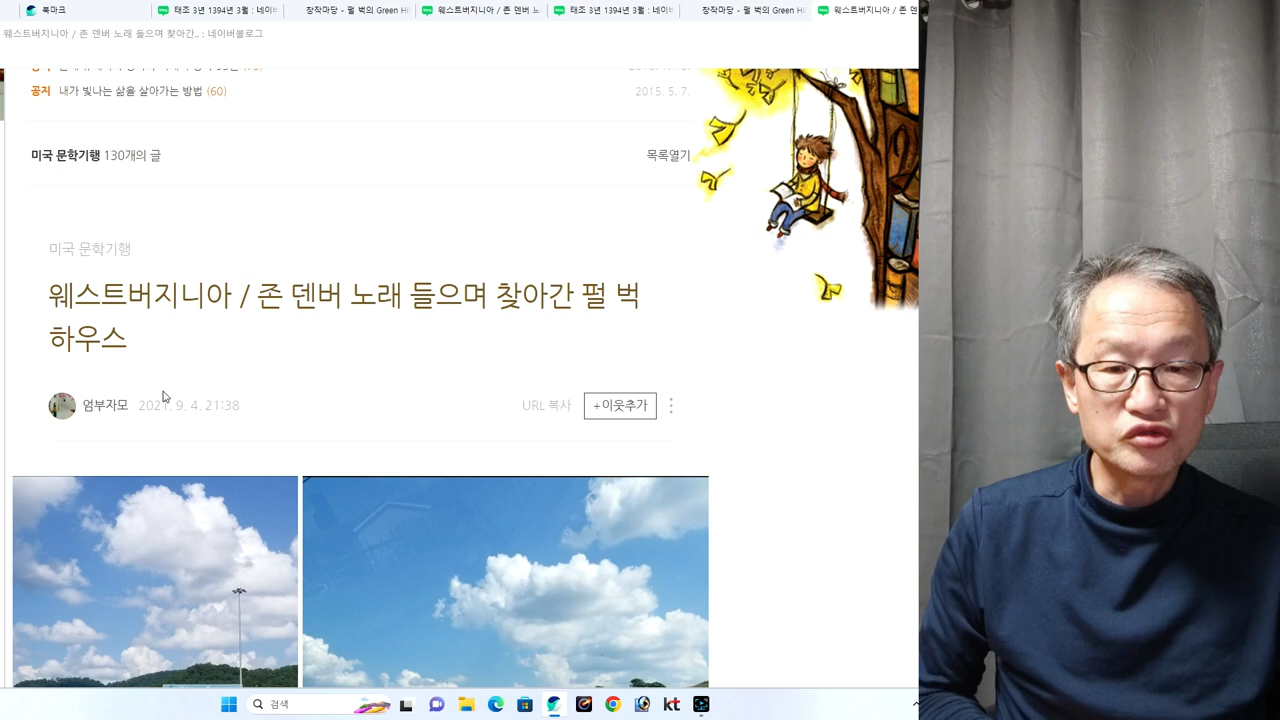 북마크
태조 3년 1394년 3월 : 네이버
창작마당 - 펄 벅의 Green Hi
웨스트버지니아 / 존 덴버 노
태조 3년 1394년 3월 : 네이버
창작마당 - 펄 벅의 Green Hi
웨스트버지니아 / 존 덴
웨스트버지니아 / 존 덴버 노래 들으며 찾아간.. : 네이버블로그
공지 내가 빛나는 삶을 살아가는 방법 (60) 2015. 5. 7.
미국 문학기행 130개의 글 목록열기
미국 문학기행
웨스트버지니아 / 존 덴버 노래 들으며 찾아간 펄 벅
하우스
엄부자모 2021. 9. 4. 21:38 URL 복사 +이웃추가
검색
kt